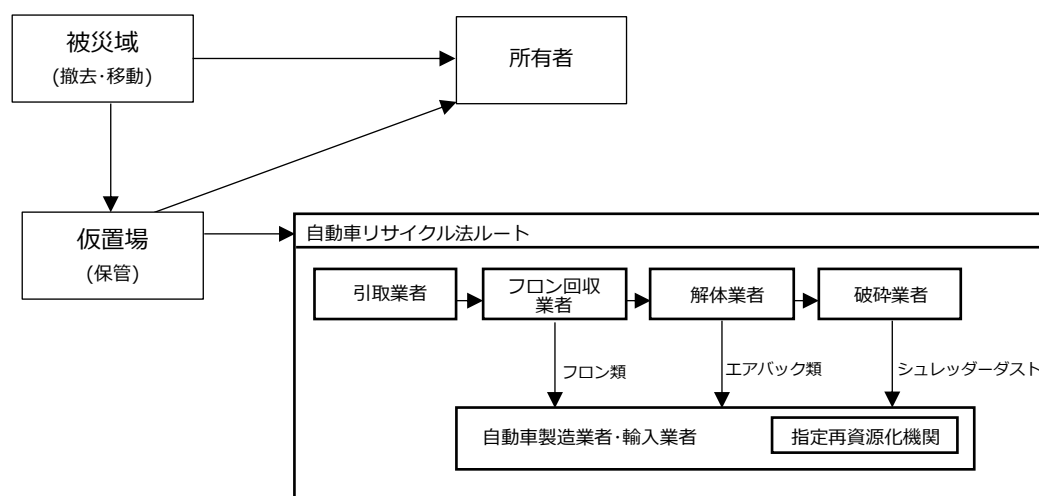 被災域
(撤去･移動)
所有者
仮置場
(保管)
自動車リサイクル法ルート
引取業者
フロン回収
業者
解体業者
破砕業者
フロン類
エアバック類
シュレッダーダスト
自動車製造業者･輸入業者
指定再資源化機関